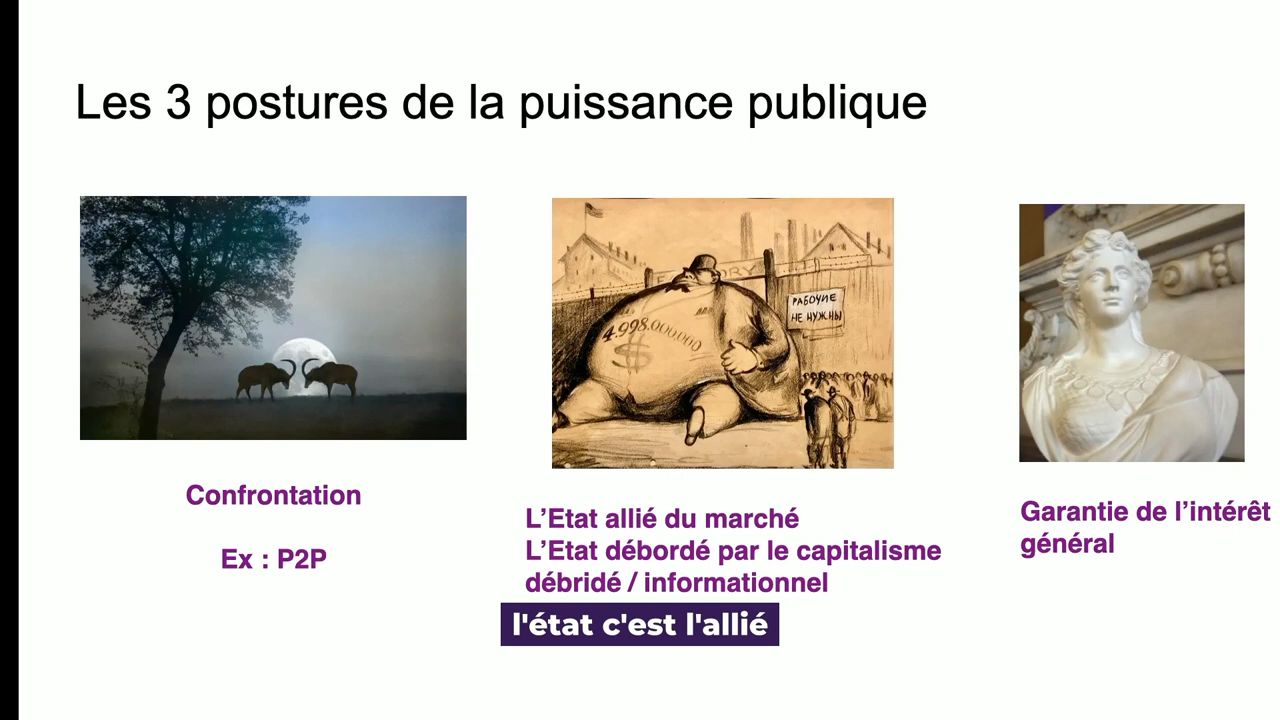 Les 3 postures de la puissance publique
4.998.000.000
$
РАБОЧИЕ
НЕ НУЖНЫ
Confrontation
Ex : P2P
L’Etat allié du marché
L’Etat débordé par le capitalisme
débridé / informationnel
Garantie de l’intérêt
général
l'état c'est l'allié